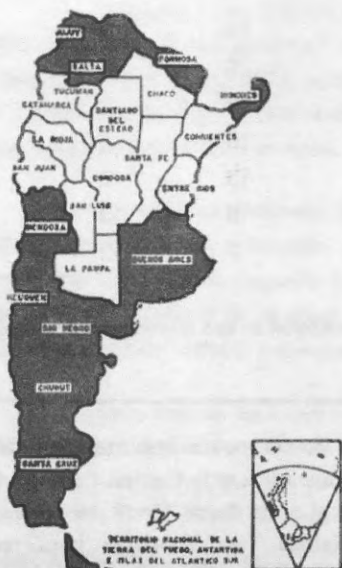 JUJUY
SALTA
FORMOSA
TUCUMAN
CHACO
MISIONES
CATAMARCA
SANTIAGO
DEL
ESTERO
CORRIENTES
LA RIOJA
SANTA FE
SAN JUAN
CORDOBA
ENTRE RIOS
SAN LUIS
MENDOZA
BUENOS AIRES
LA PAMPA
NEUQUEN
RIO NEGRO
CHUBUT
SANTA CRUZ
TERRITORIO NACIONAL DE LA
TIERRA DEL FUEGO, ANTARTIDA
E ISLAS DEL ATLANTICO SUR